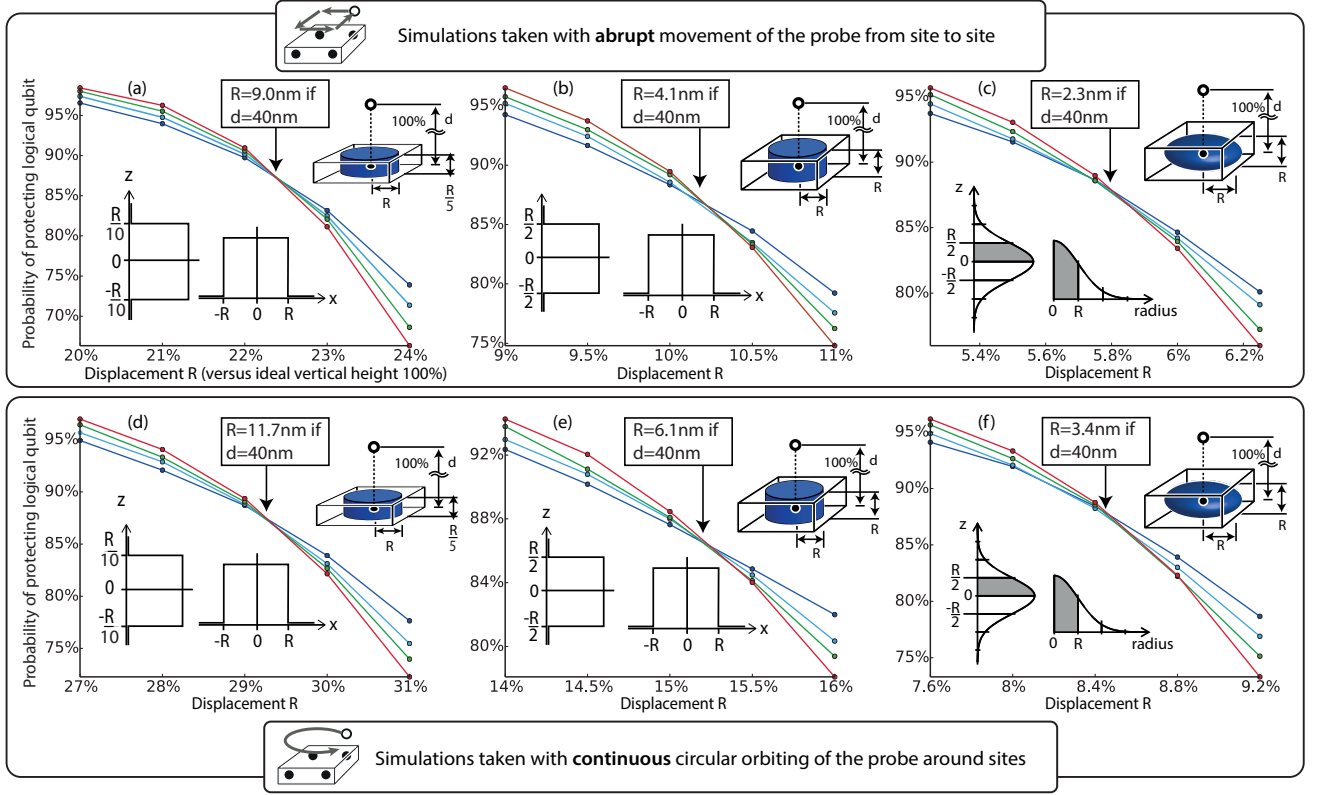 Simulations taken with abrupt movement of the probe from site to site
Probability of protecting logical qubit
(a)
R=9.0nm if
d=40nm
95%
90%
85%
80%
75%
70%
100%
d
R
R
5
z
R
10
0
-R
10
-R 0 R
x
20% 21% 22% 23% 24%
Displacement R (versus ideal vertical height 100%)
(b)
R=4.1nm if
d=40nm
95%
90%
85%
80%
75%
100%
d
R
R
z
R
2
0
-R
2
-R 0 R
x
9% 9.5% 10% 10.5% 11%
Displacement R
(c)
R=2.3nm if
d=40nm
95%
90%
80%
100%
d
R
R
z
R
2
0
-R
2
0 R
radius
5.4% 5.6% 5.8% 6% 6.2%
Displacement R
Probability of protecting logical qubit
(d)
R=11.7nm if
d=40nm
95%
90%
85%
80%
75%
100%
d
R
R
5
z
R
10
0
-R
10
-R 0 R
x
27% 28% 29% 30% 31%
Displacement R
(e)
R=6.1nm if
d=40nm
92%
88%
84%
80%
100%
d
R
R
z
R
2
0
-R
2
-R 0 R
x
14% 14.5% 15% 15.5% 16%
Displacement R
(f)
R=3.4nm if
d=40nm
95%
90%
85%
80%
75%
100%
d
R
R
z
R
2
0
-R
2
0 R
radius
7.6% 8% 8.4% 8.8% 9.2%
Displacement R
Simulations taken with continuous circular orbiting of the probe around sites